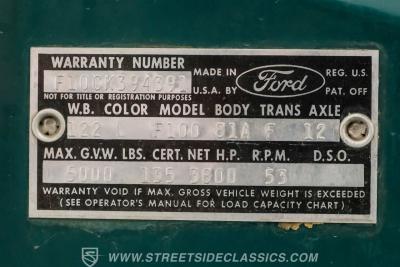 WARRANTY NUMBER
F10CK394392
NOT FOR TITLE OR REGISTRATION PURPOSES
MADE IN U.S.A. BY
Ford
REG. U.S. PAT. OFF.
W.B. COLOR MODEL BODY TRANS AXLE
122 F100 81A F 12
MAX. G.V.W. LBS. CERT. NET H.P. R.P.M. D.S.O.
5000 135 3800 53
WARRANTY VOID IF MAX. GROSS VEHICLE WEIGHT IS EXCEEDED
(SEE OPERATOR'S MANUAL FOR LOAD CAPACITY CHART)
WWW.STREETSIDECLASSICS.COM